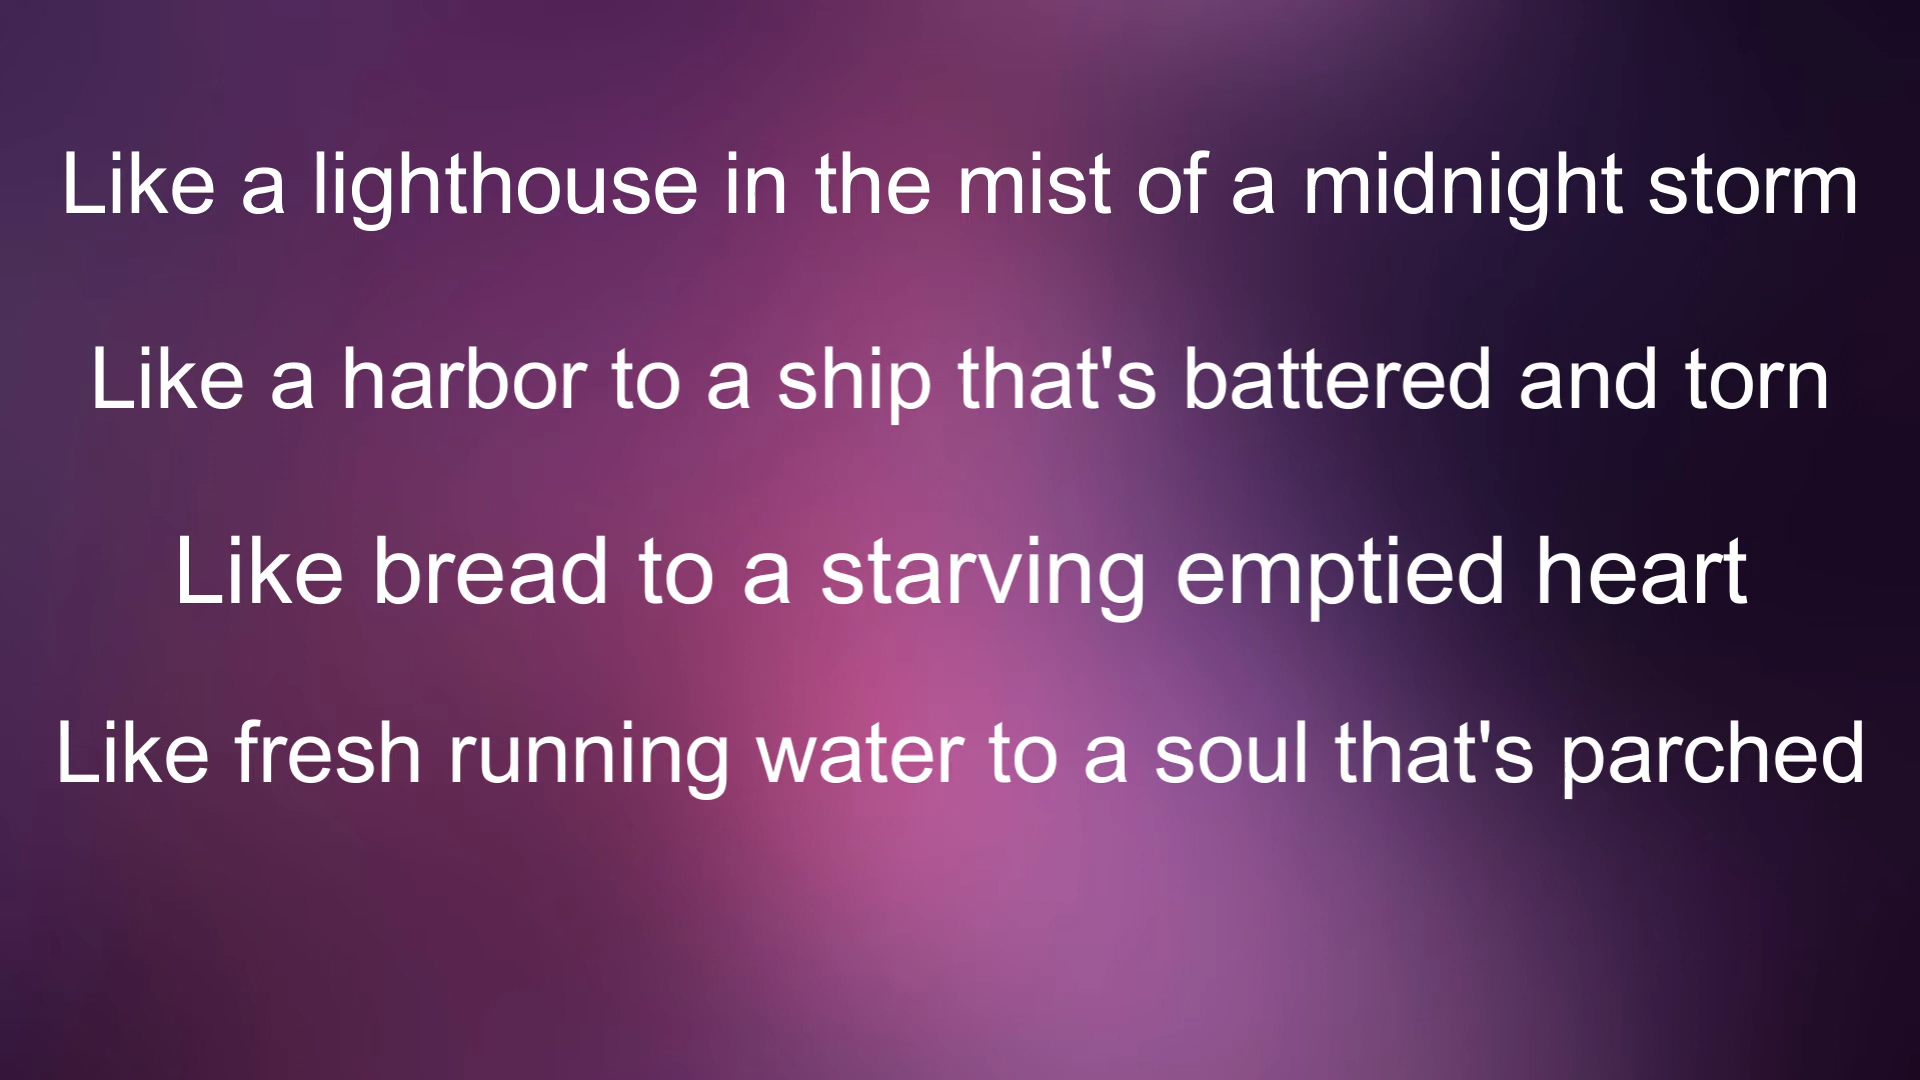 Like a lighthouse in the mist of a midnight storm
Like a harbor to a ship that's battered and torn
Like bread to a starving emptied heart
Like fresh running water to a soul that's parched